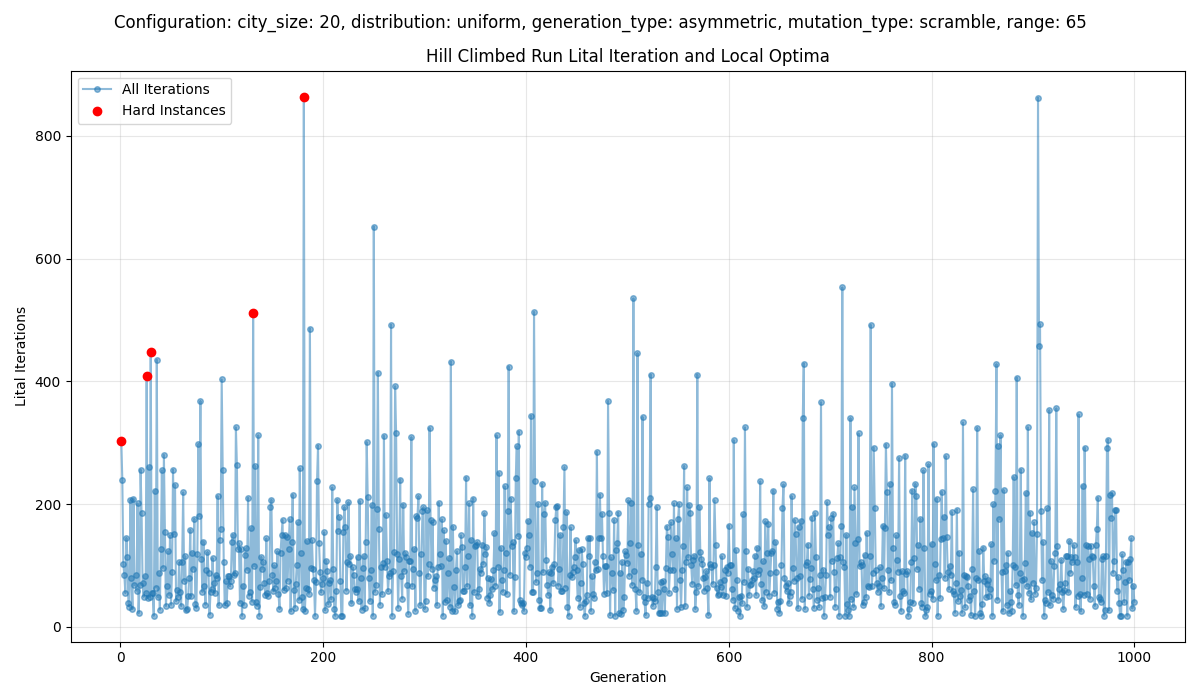 Configuration: city_size: 20, distribution: uniform, generation_type: asymmetric, mutation_type: scramble, range: 65
Hill Climbed Run Lital Iteration and Local Optima
All Iterations
Hard Instances
800
600
400
200
0
Lital Iterations
0 200 400 600 800 1000
Generation